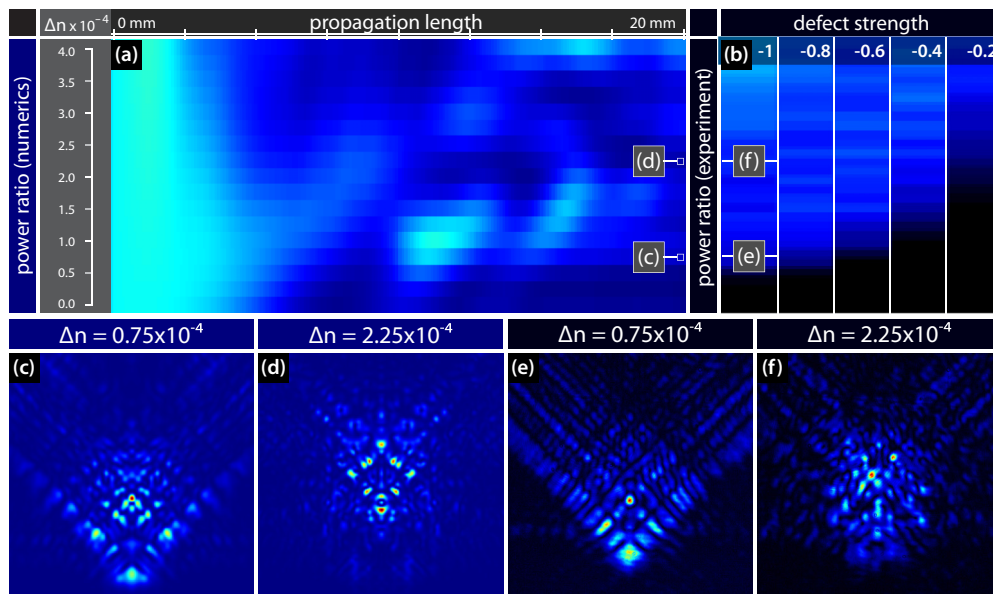 Δn x 10⁻⁴ 0 mm propagation length 20 mm
defect strength
power ratio (numerics)
4.0
3.5
3.0
2.5
2.0
1.5
1.0
0.5
0.0
(a)
(d)
(c)
power ratio (experiment)
(b) -1 -0.8 -0.6 -0.4 -0.2
(f)
(e)
Δn = 0.75x10⁻⁴ Δn = 2.25x10⁻⁴ Δn = 0.75x10⁻⁴ Δn = 2.25x10⁻⁴
(c) (d) (e) (f)